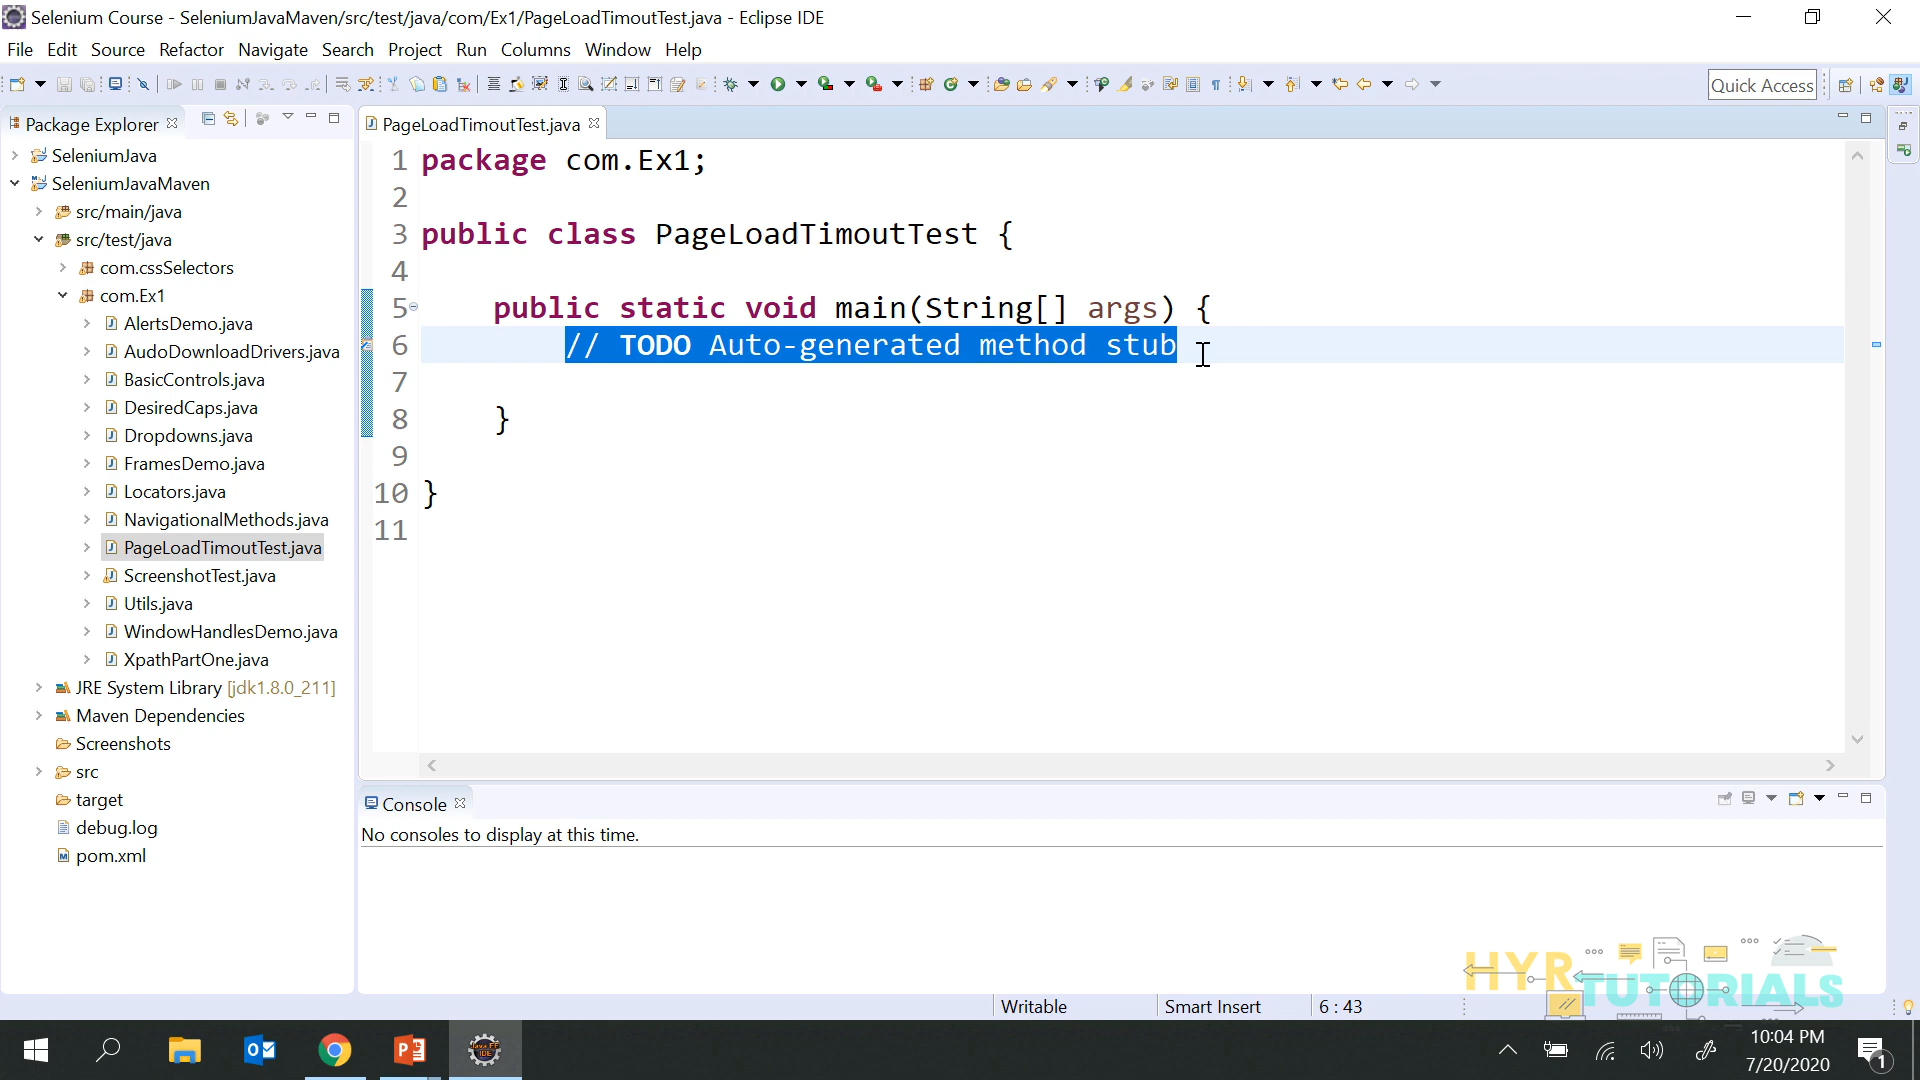 Selenium Course - SeleniumJavaMaven/src/test/java/com/Ex1/PageLoadTimoutTest.java - Eclipse IDE
File Edit Source Refactor Navigate Search Project Run Columns Window Help
Quick Access
Package Explorer
PageLoadTimoutTest.java
SeleniumJava
SeleniumJavaMaven
src/main/java
src/test/java
com.cssSelectors
com.Ex1
AlertsDemo.java
AudoDownloadDrivers.java
BasicControls.java
DesiredCaps.java
Dropdowns.java
FramesDemo.java
Locators.java
NavigationalMethods.java
PageLoadTimoutTest.java
ScreenshotTest.java
Utils.java
WindowHandlesDemo.java
XpathPartOne.java
JRE System Library [jdk1.8.0_211]
Maven Dependencies
Screenshots
src
target
debug.log
pom.xml
1 package com.Ex1;
2
3 public class PageLoadTimoutTest {
4
5 public static void main(String[] args) {
6 // TODO Auto-generated method stub
7
8 }
9
10 }
11
Console
No consoles to display at this time.
HYRTUTORIALS
Writable Smart Insert 6 : 43
Java EE IDE
10:04 PM
7/20/2020
1